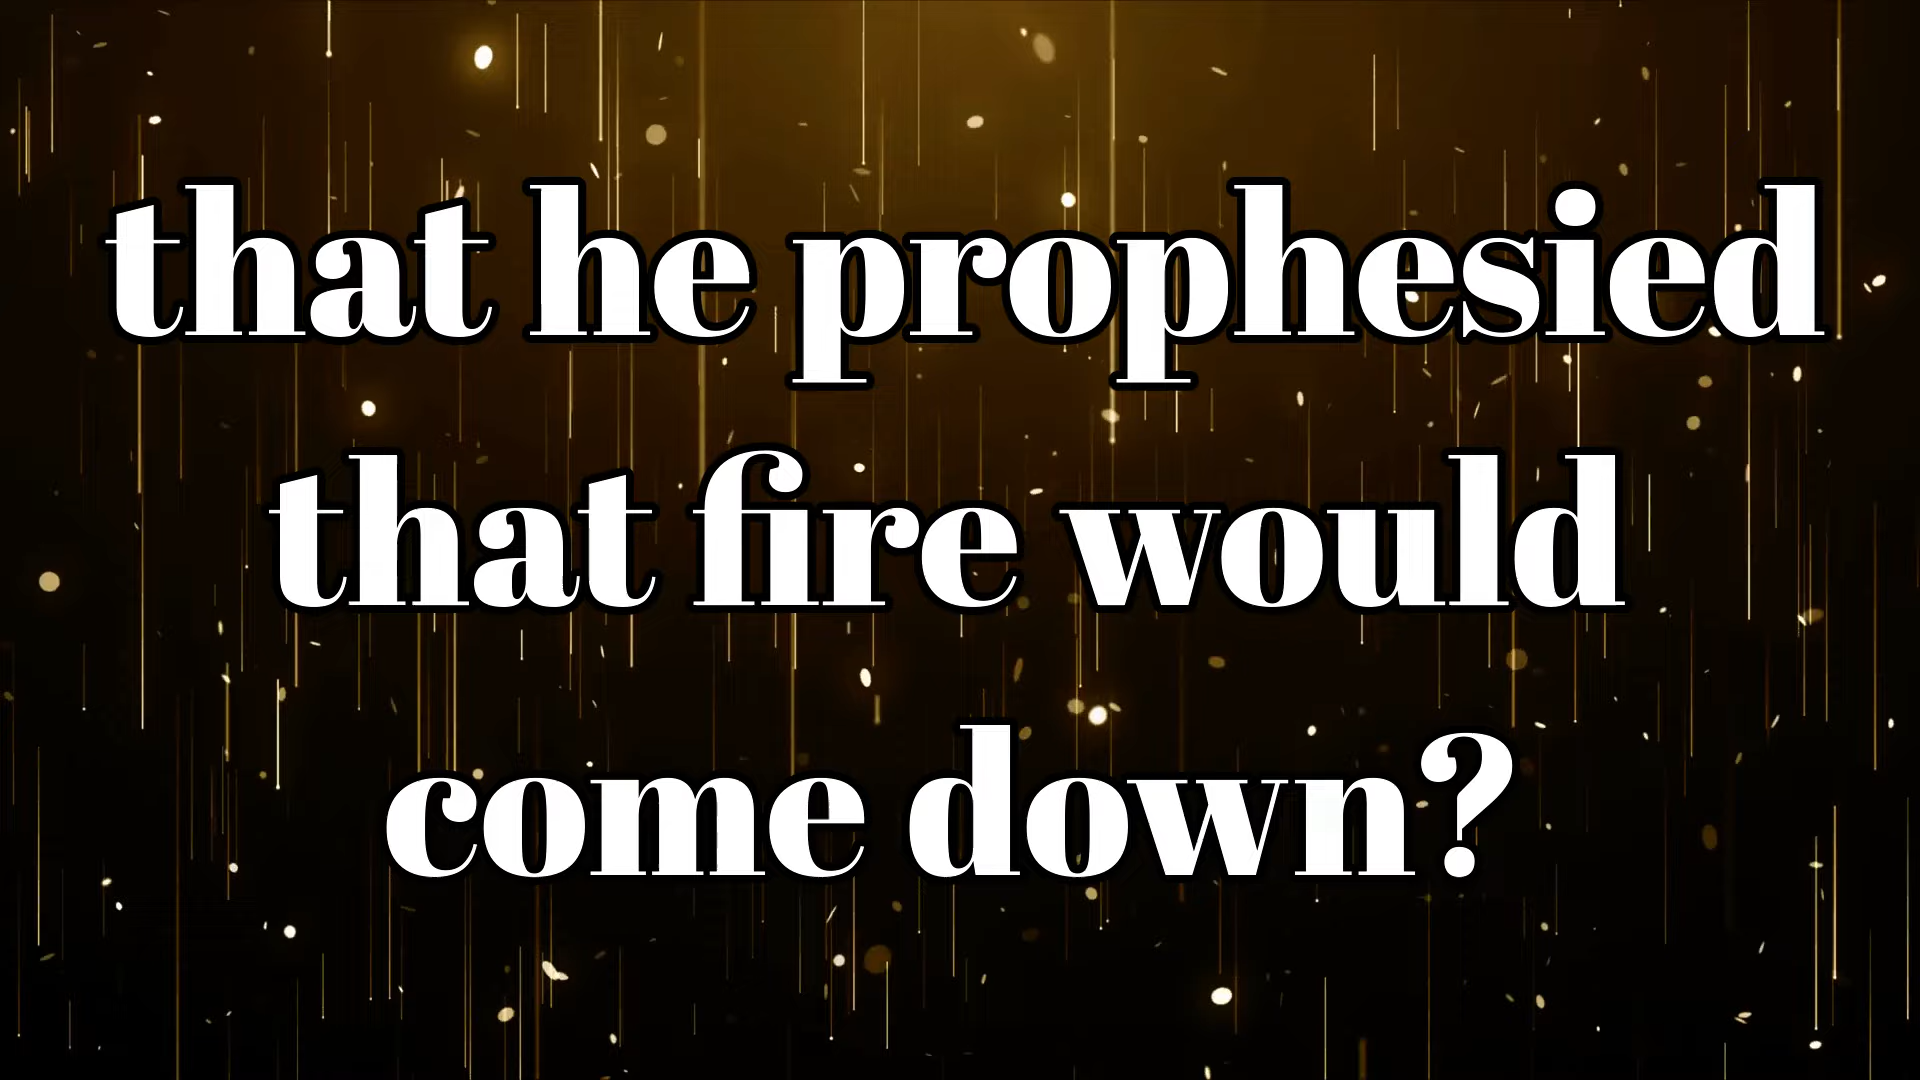 that he prophesied
that fire would
come down?